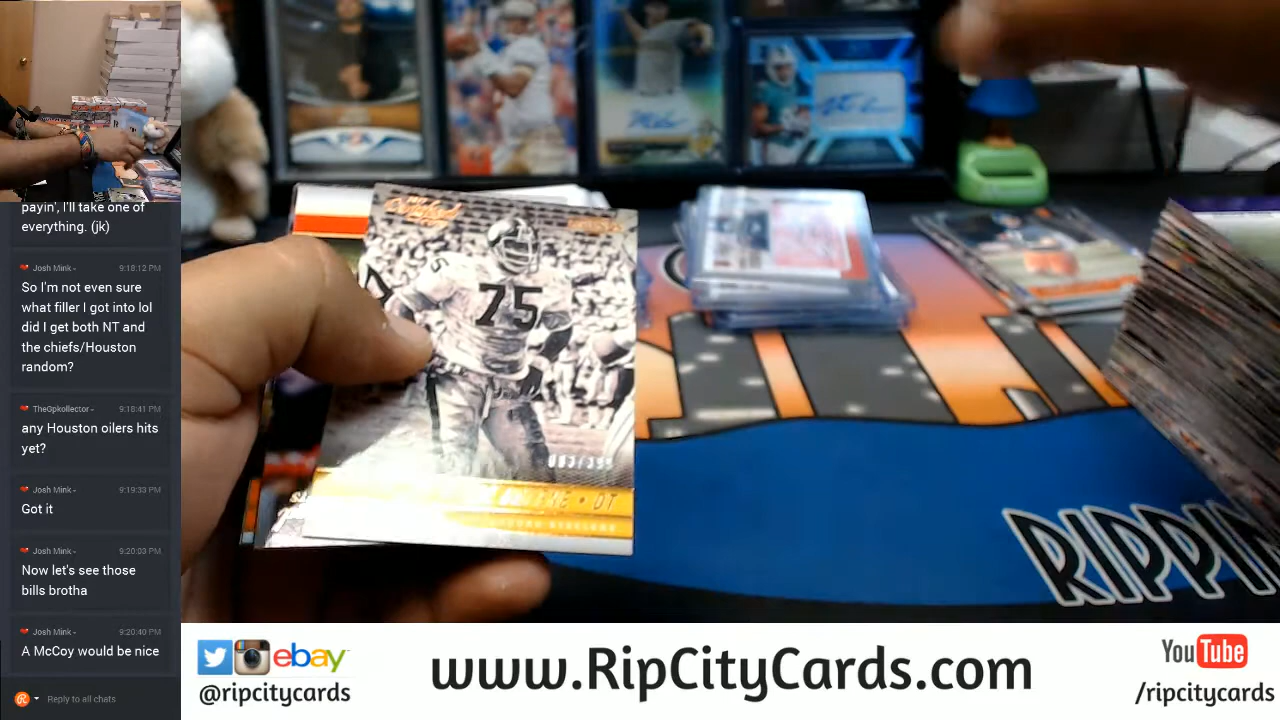 payin', I'll take one of
everything. (jk)
Josh Mink - 9:18:12 PM
So I'm not even sure
what filler I got into lol
did I get both NT and
the chiefs/Houston
random?
TheGpkollector - 9:18:41 PM
any Houston oilers hits
yet?
Josh Mink - 9:19:33 PM
Got it
Josh Mink - 9:20:03 PM
Now let's see those
bills brotha
Josh Mink - 9:20:40 PM
A McCoy would be nice
Reply to all chats
75
• DT
RIPPIN
ebay
@ripcitycards
www.RipCityCards.com
YouTube
/ripcitycards